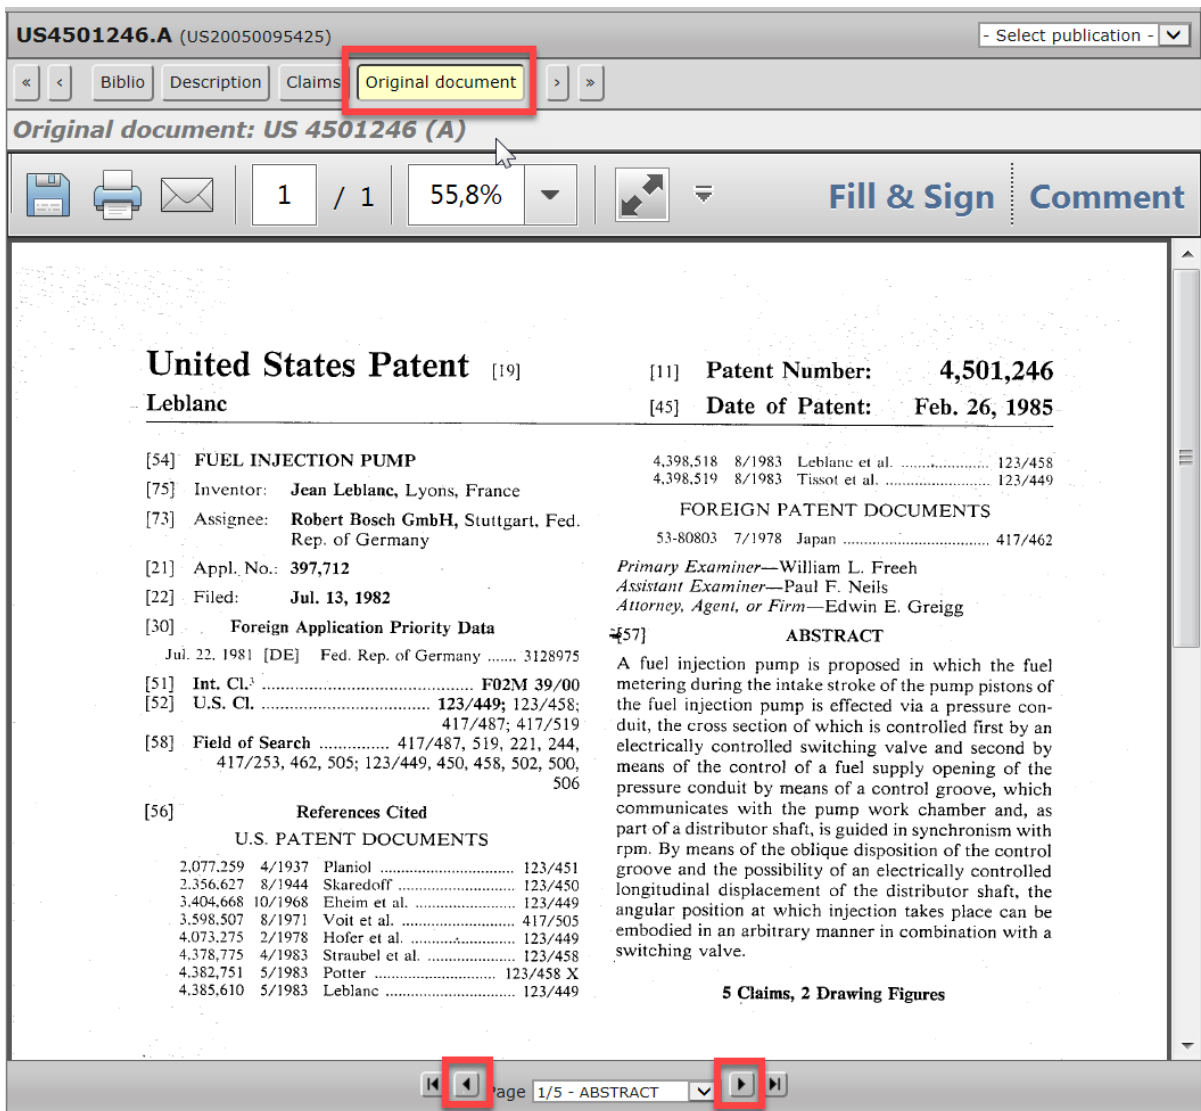 US4501246.A (US20050095425)
- Select publication -
« ‹ Biblio Description Claims Original document › »
Original document: US 4501246 (A)
1 / 1 55,8% Fill & Sign Comment
United States Patent [19]
Leblanc
[11] Patent Number: 4,501,246
[45] Date of Patent: Feb. 26, 1985
[54] FUEL INJECTION PUMP
[75] Inventor: Jean Leblanc, Lyons, France
[73] Assignee: Robert Bosch GmbH, Stuttgart, Fed.
Rep. of Germany
[21] Appl. No.: 397,712
[22] Filed: Jul. 13, 1982
[30] Foreign Application Priority Data
Jul. 22, 1981 [DE] Fed. Rep. of Germany ...... 3128975
[51] Int. Cl.³ ...................................... F02M 39/00
[52] U.S. Cl. .............................. 123/449; 123/458;
417/487; 417/519
[58] Field of Search .............. 417/487, 519, 221, 244,
417/253, 462, 505; 123/449, 450, 458, 502, 500,
506
[56] References Cited
U.S. PATENT DOCUMENTS
2,077,259 4/1937 Planiol ................................ 123/451
2,356,627 8/1944 Skaredoff ............................ 123/450
3,404,668 10/1968 Eheim et al. ......................... 123/449
3,598,507 8/1971 Voit et al. ............................ 417/505
4,073,275 2/1978 Hofer et al. .......................... 123/449
4,378,775 4/1983 Straubel et al. ...................... 123/458
4,382,751 5/1983 Potter ............................. 123/458 X
4,385,610 5/1983 Leblanc ............................... 123/449
4,398,518 8/1983 Leblanc et al. ..................... 123/458
4,398,519 8/1983 Tissot et al. ......................... 123/449
FOREIGN PATENT DOCUMENTS
53-80803 7/1978 Japan ................................... 417/462
Primary Examiner—William L. Freeh
Assistant Examiner—Paul F. Neils
Attorney, Agent, or Firm—Edwin E. Greigg
[57] ABSTRACT
A fuel injection pump is proposed in which the fuel
metering during the intake stroke of the pump pistons of
the fuel injection pump is effected via a pressure con-
duit, the cross section of which is controlled first by an
electrically controlled switching valve and second by
means of the control of a fuel supply opening of the
pressure conduit by means of a control groove, which
communicates with the pump work chamber and, as
part of a distributor shaft, is guided in synchronism with
rpm. By means of the oblique disposition of the control
groove and the possibility of an electrically controlled
longitudinal displacement of the distributor shaft, the
angular position at which injection takes place can be
embodied in an arbitrary manner in combination with a
switching valve.
5 Claims, 2 Drawing Figures
age 1/5 - ABSTRACT